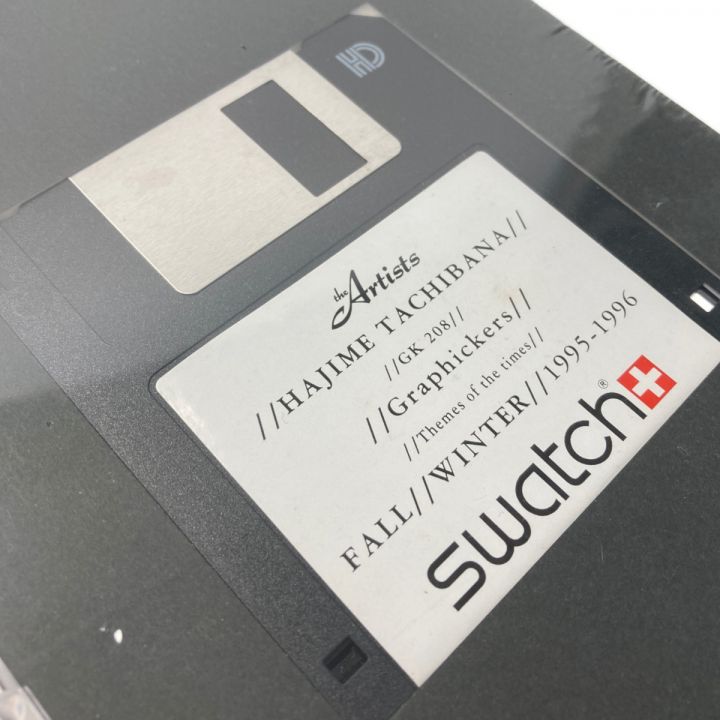 HD
the Artists
//HAJIME TACHIBANA//
//GK 208//
//Graphickers//
//Themes of the times//
FALL//WINTER//1995-1996
swatch®